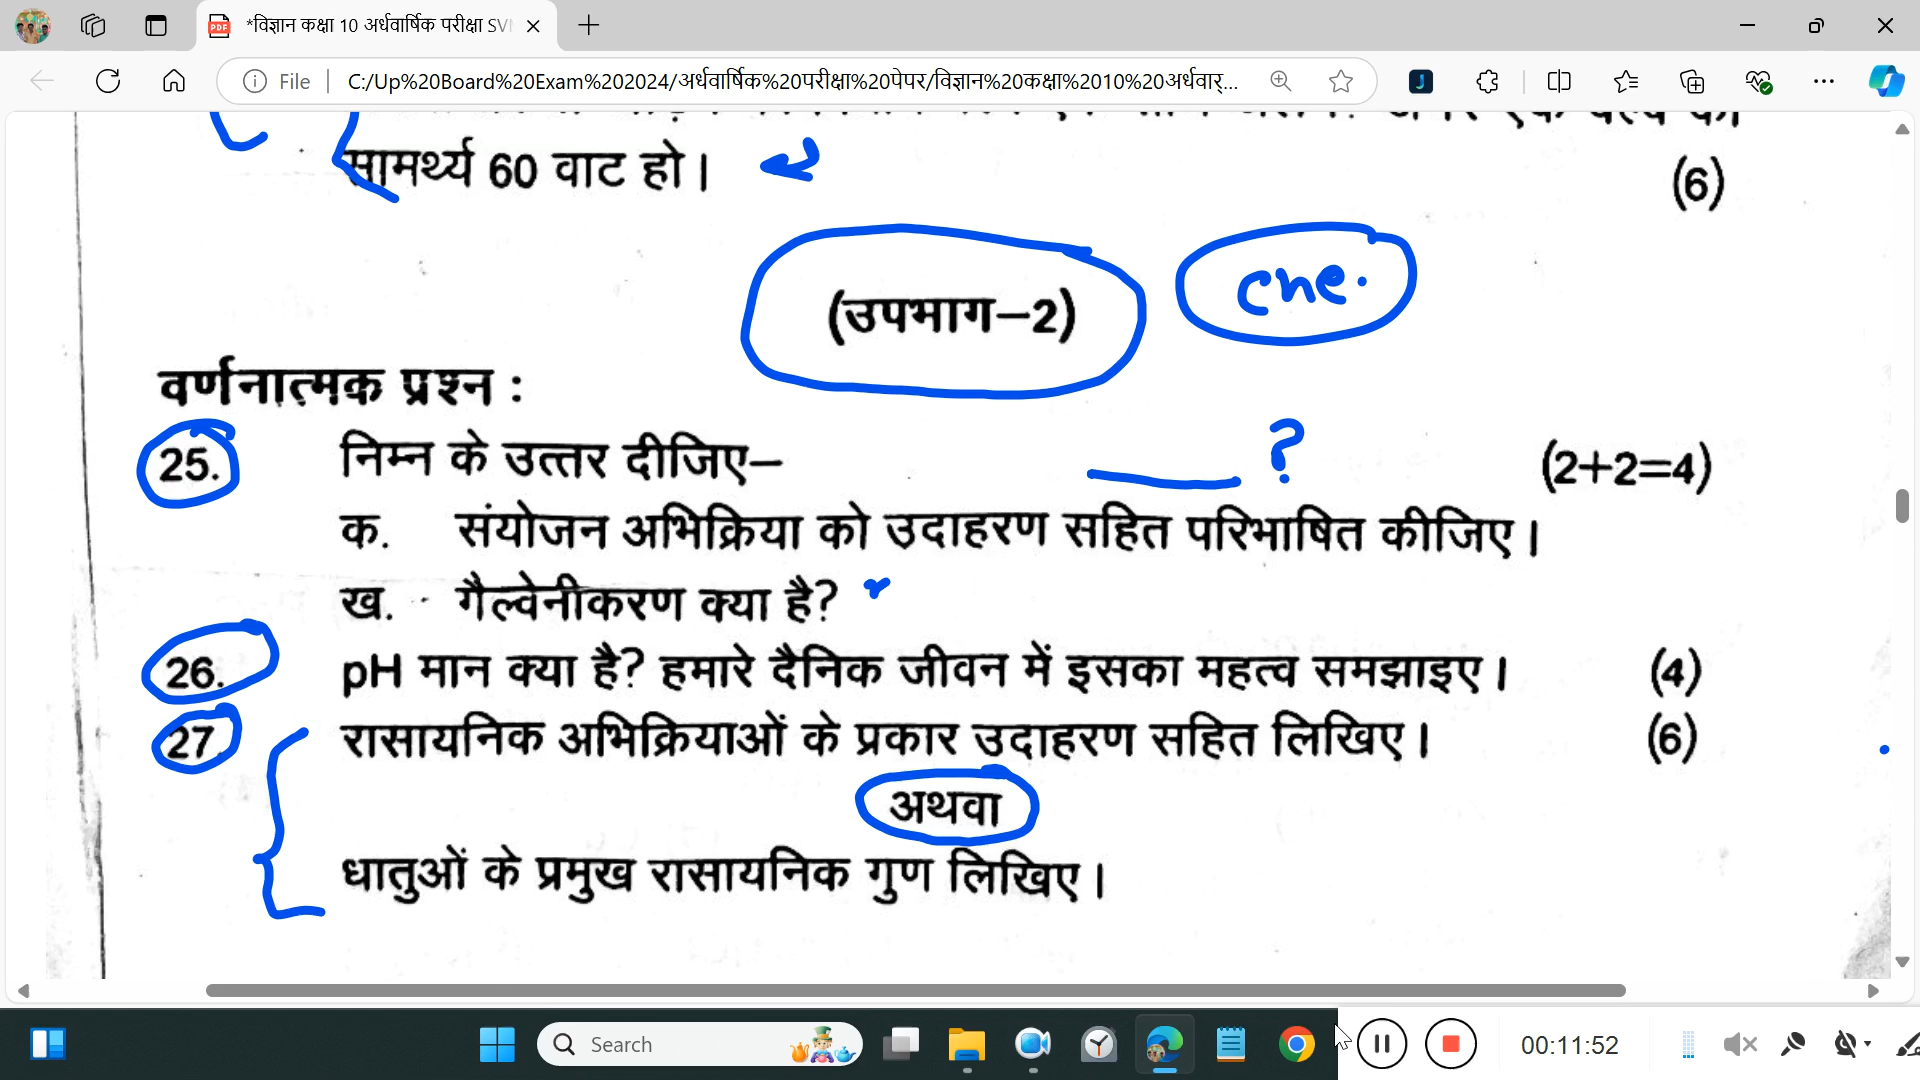 *विज्ञान कक्षा 10 अर्धवार्षिक परीक्षा SV
File
C:/Up%20Board%20Exam%202024/अर्धवार्षिक%20परीक्षा%20पेपर/विज्ञान%20कक्षा%2010%20अर्धवार्...
सामर्थ्य 60 वाट हो।
(6)
(उपभाग–2)
che.
वर्णनात्मक प्रश्न :
25. निम्न के उत्तर दीजिए– ? (2+2=4)
क. संयोजन अभिक्रिया को उदाहरण सहित परिभाषित कीजिए।
ख. गैल्वेनीकरण क्या है?
26. pH मान क्या है? हमारे दैनिक जीवन में इसका महत्व समझाइए। (4)
27 रासायनिक अभिक्रियाओं के प्रकार उदाहरण सहित लिखिए। (6)
अथवा
धातुओं के प्रमुख रासायनिक गुण लिखिए।
Search
00:11:52